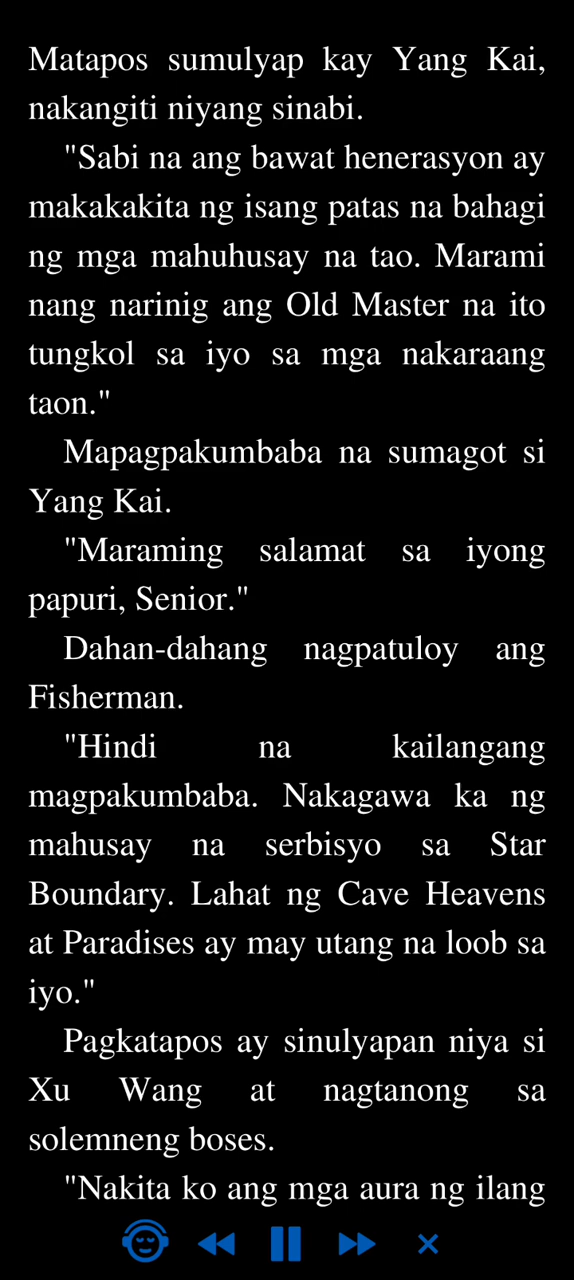 Matapos sumulyap kay Yang Kai,
nakangiti niyang sinabi.
"Sabi na ang bawat henerasyon ay
makakakita ng isang patas na bahagi
ng mga mahuhusay na tao. Marami
nang narinig ang Old Master na ito
tungkol sa iyo sa mga nakaraang
taon."
Mapagpakumbaba na sumagot si
Yang Kai.
"Maraming salamat sa iyong
papuri, Senior."
Dahan-dahang nagpatuloy ang
Fisherman.
"Hindi na kailangang
magpakumbaba. Nakagawa ka ng
mahusay na serbisyo sa Star
Boundary. Lahat ng Cave Heavens
at Paradises ay may utang na loob sa
iyo."
Pagkatapos ay sinulyapan niya si
Xu Wang at nagtanong sa
solemneng boses.
"Nakita ko ang mga aura ng ilang